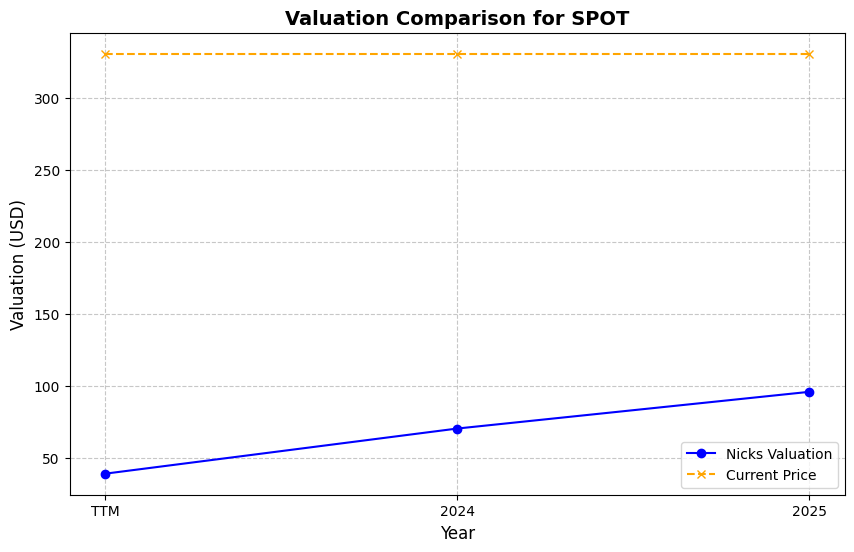 Valuation Comparison for SPOT
Valuation (USD)
300
250
200
150
100
50
TTM
2024
2025
Year
Nicks Valuation
Current Price